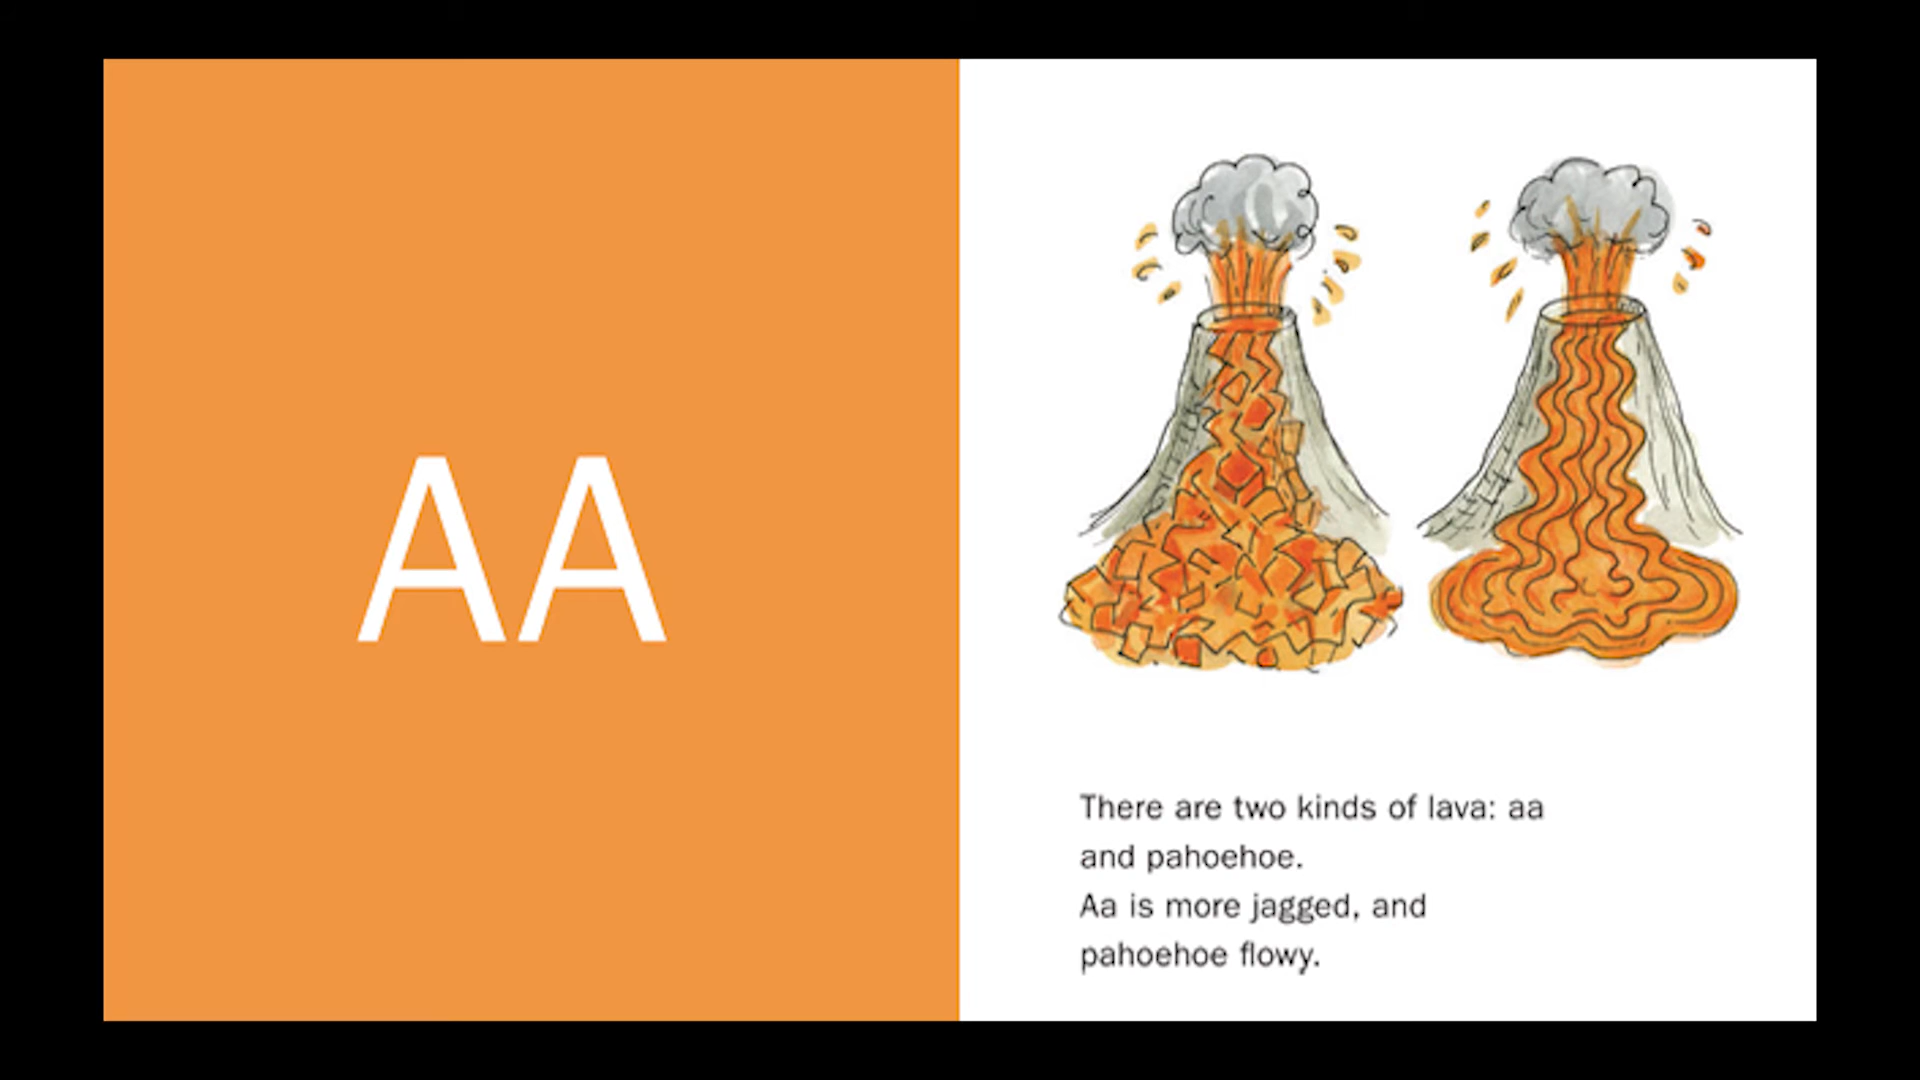 AA
There are two kinds of lava: aa
and pahoehoe.
Aa is more jagged, and
pahoehoe flowy.